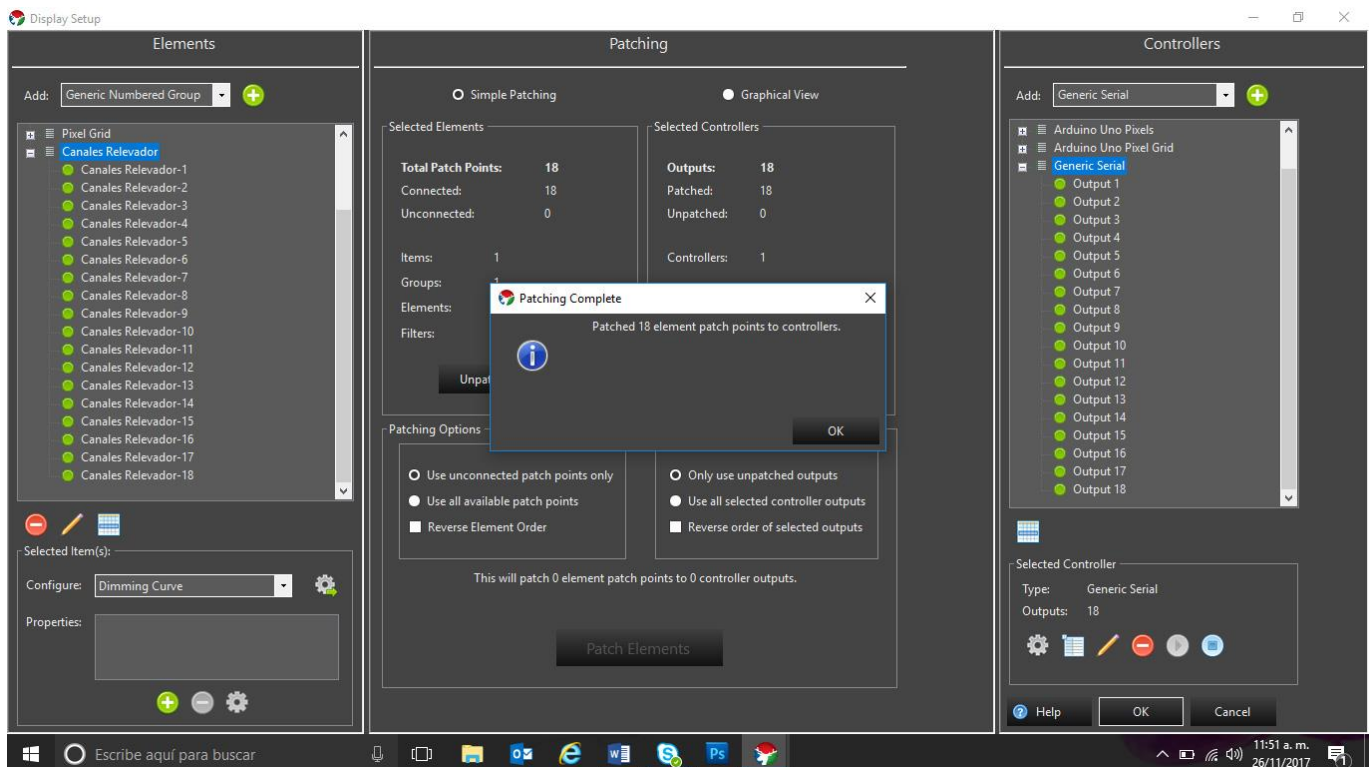 Display Setup
Elements
Add: Generic Numbered Group
Pixel Grid
Canales Relevador
Canales Relevador-1
Canales Relevador-2
Canales Relevador-3
Canales Relevador-4
Canales Relevador-5
Canales Relevador-6
Canales Relevador-7
Canales Relevador-8
Canales Relevador-9
Canales Relevador-10
Canales Relevador-11
Canales Relevador-12
Canales Relevador-13
Canales Relevador-14
Canales Relevador-15
Canales Relevador-16
Canales Relevador-17
Canales Relevador-18
Selected Item(s):
Configure: Dimming Curve
Properties:
Patching
Simple Patching
Graphical View
Selected Elements
Total Patch Points: 18
Connected: 18
Unconnected: 0
Items: 1
Groups: 1
Elements:
Filters:
Unpat
Selected Controllers
Outputs: 18
Patched: 18
Unpatched: 0
Controllers: 1
Patching Complete
Patched 18 element patch points to controllers.
OK
Patching Options
Use unconnected patch points only
Use all available patch points
Reverse Element Order
Only use unpatched outputs
Use all selected controller outputs
Reverse order of selected outputs
This will patch 0 element patch points to 0 controller outputs.
Patch Elements
Controllers
Add: Generic Serial
Arduino Uno Pixels
Arduino Uno Pixel Grid
Generic Serial
Output 1
Output 2
Output 3
Output 4
Output 5
Output 6
Output 7
Output 8
Output 9
Output 10
Output 11
Output 12
Output 13
Output 14
Output 15
Output 16
Output 17
Output 18
Selected Controller
Type: Generic Serial
Outputs: 18
Help
OK
Cancel
Escribe aquí para buscar
Ps
11:51 a. m.
26/11/2017